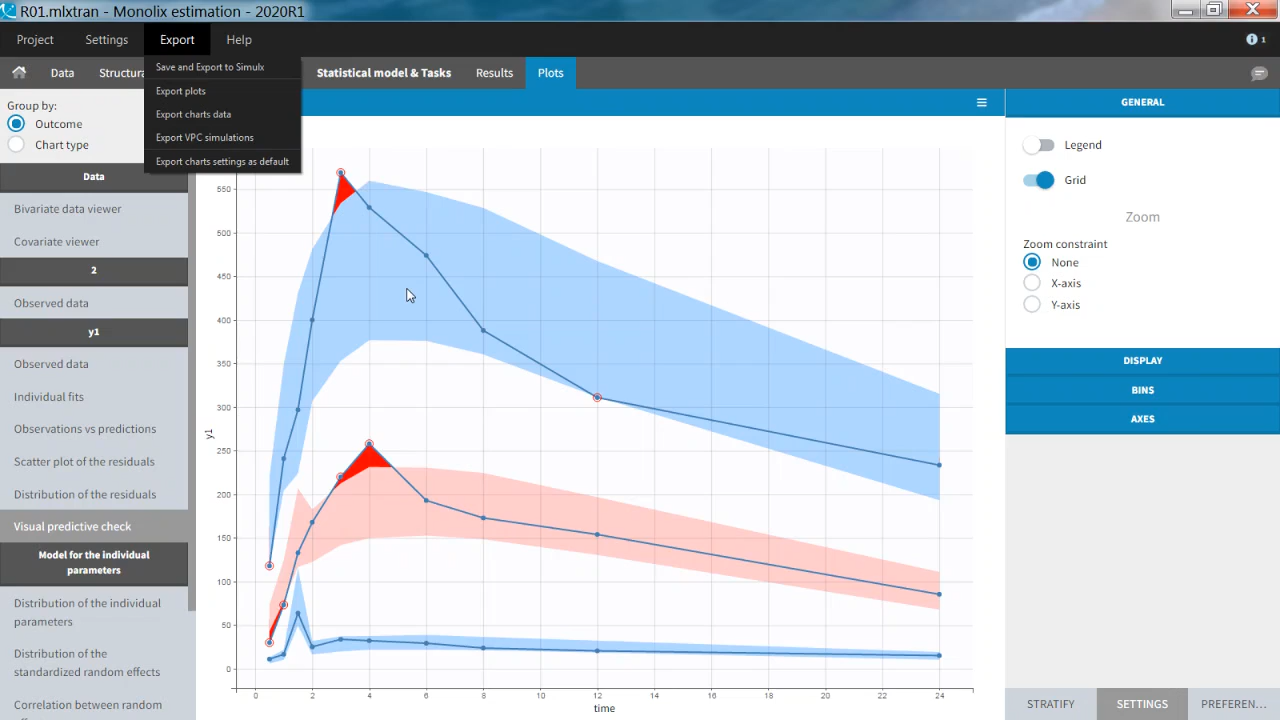 R01.mlxtran - Monolix estimation - 2020R1
Project Settings Export Help
1
Data Structura Statistical model & Tasks Results Plots
Save and Export to Simulx
Export plots
Export charts data
Export VPC simulations
Export charts settings as default
Group by:
Outcome
Chart type
Data
Bivariate data viewer
Covariate viewer
2
Observed data
y1
Observed data
Individual fits
Observations vs predictions
Scatter plot of the residuals
Distribution of the residuals
Visual predictive check
Model for the individual
parameters
Distribution of the individual
parameters
Distribution of the
standardized random effects
Correlation between random
550
500
450
400
350
300
250
200
150
100
50
0
y1
0 2 4 6 8 10 12 14 16 18 20 22 24
time
GENERAL
Legend
Grid
Zoom
Zoom constraint
None
X-axis
Y-axis
DISPLAY
BINS
AXES
STRATIFY SETTINGS PREFEREN...